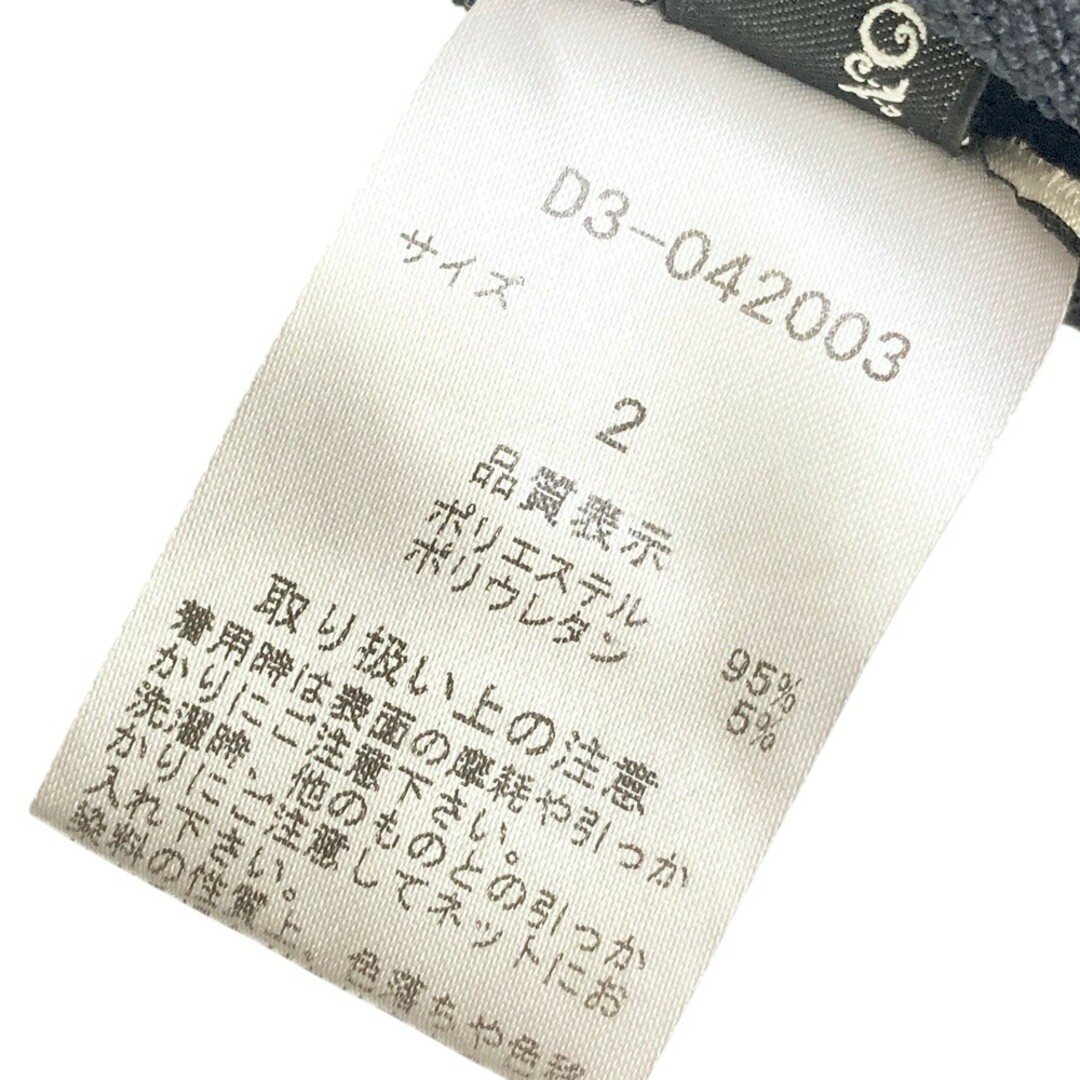 D3-042003
サイズ
2
品質表示
ポリエステル 95%
ポリウレタン 5%
取り扱い上の注意
着用時は表面の摩耗や引っか
かりにご注意下さい。
洗濯時、他のものとの引っか
かりにご注意してネットにお
入れ下さい。
染料の性質上、色落ちや色